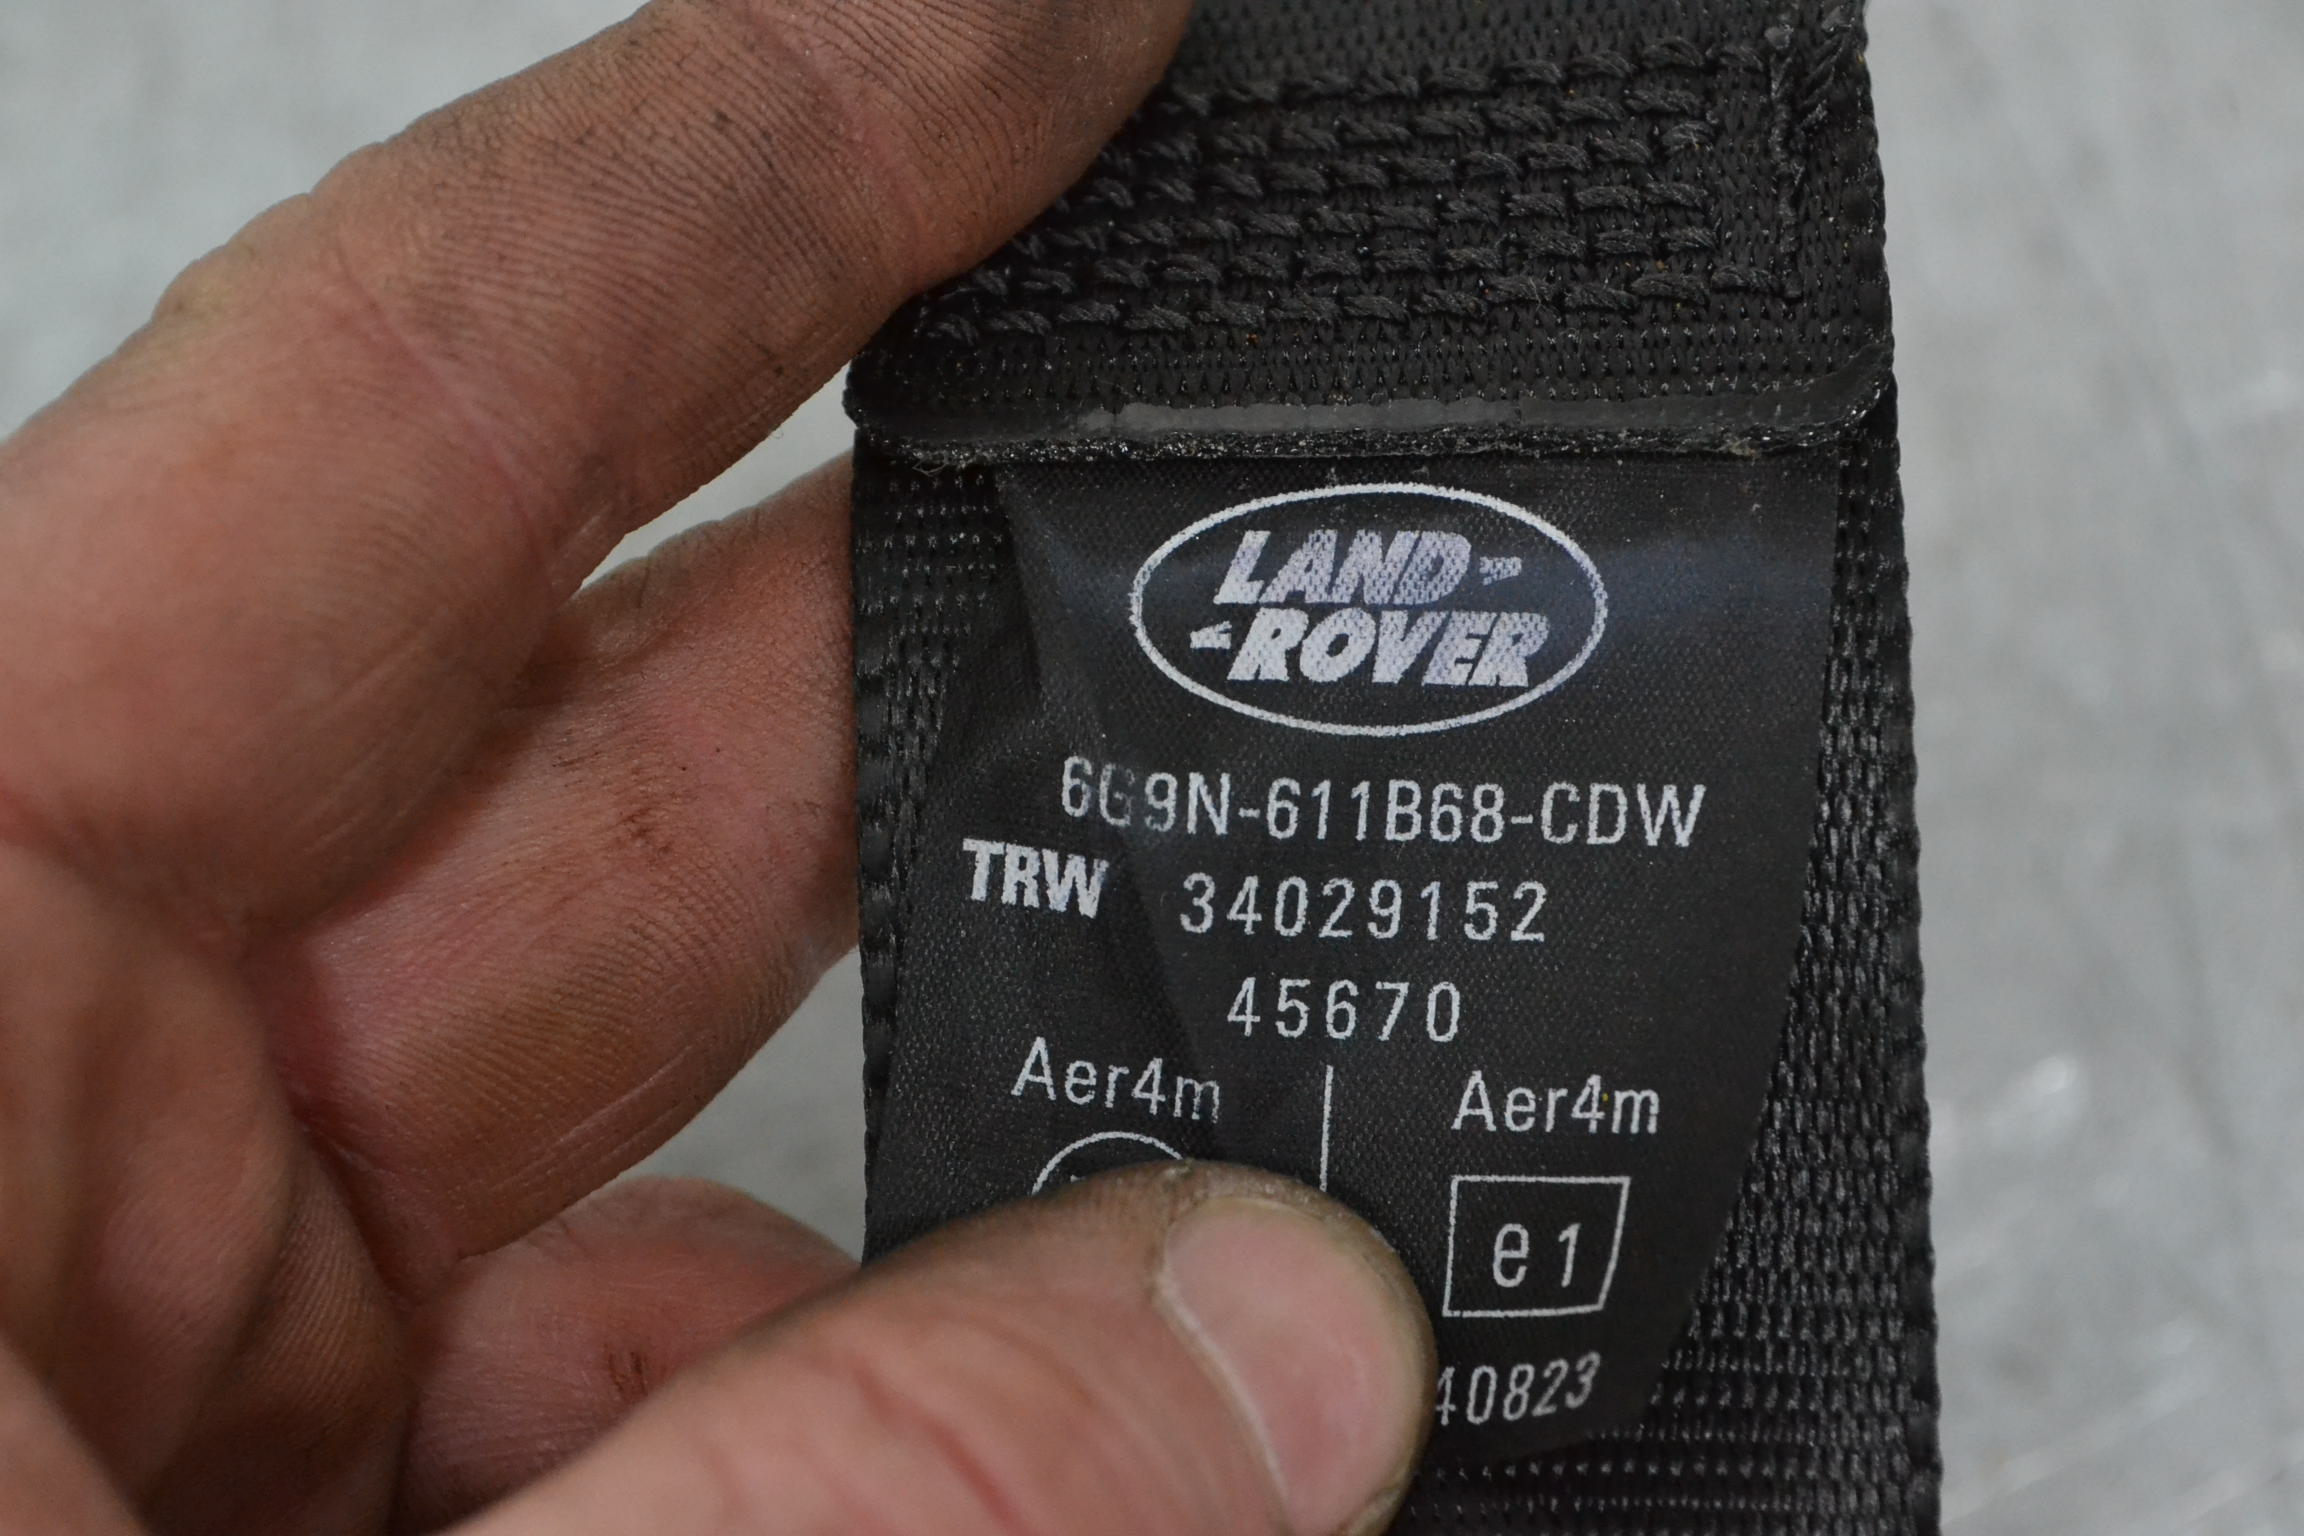 LAND
ROVER
6G9N-611B68-CDW
TRW 34029152
45670
Aer4m Aer4m
e1
40823